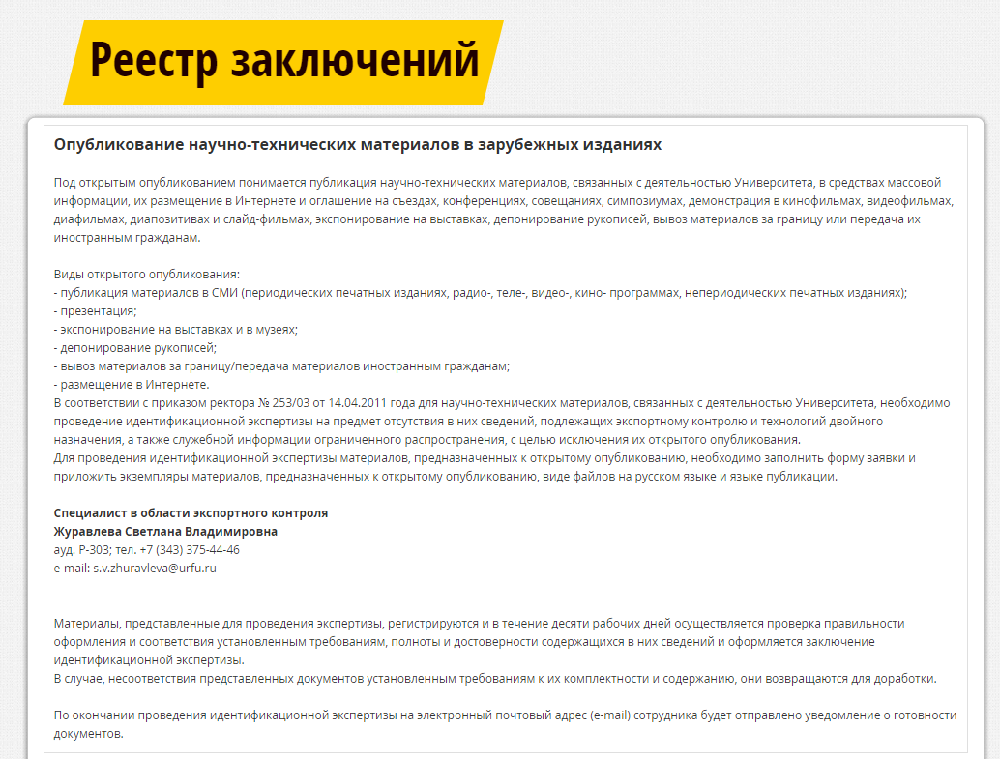 Реестр заключений
Опубликование научно-технических материалов в зарубежных изданиях
Под открытым опубликованием понимается публикация научно-технических материалов, связанных с деятельностью Университета, в средствах массовой
информации, их размещение в Интернете и оглашение на съездах, конференциях, совещаниях, симпозиумах, демонстрация в кинофильмах, видеофильмах,
диафильмах, диапозитивах и слайд-фильмах, экспонирование на выставках, депонирование рукописей, вывоз материалов за границу или передача их
иностранным гражданам.
Виды открытого опубликования:
- публикация материалов в СМИ (периодических печатных изданиях, радио-, теле-, видео-, кино- программах, непериодических печатных изданиях);
- презентация;
- экспонирование на выставках и в музеях;
- депонирование рукописей;
- вывоз материалов за границу/передача материалов иностранным гражданам;
- размещение в Интернете.
В соответствии с приказом ректора № 253/03 от 14.04.2011 года для научно-технических материалов, связанных с деятельностью Университета, необходимо
проведение идентификационной экспертизы на предмет отсутствия в них сведений, подлежащих экспортному контролю и технологий двойного
назначения, а также служебной информации ограниченного распространения, с целью исключения их открытого опубликования.
Для проведения идентификационной экспертизы материалов, предназначенных к открытому опубликованию, необходимо заполнить форму заявки и
приложить экземпляры материалов, предназначенных к открытому опубликованию, виде файлов на русском языке и языке публикации.
Специалист в области экспортного контроля
Журавлева Светлана Владимировна
ауд. Р-303; тел. +7 (343) 375-44-46
e-mail: s.v.zhuravleva@urfu.ru
Материалы, представленные для проведения экспертизы, регистрируются и в течение десяти рабочих дней осуществляется проверка правильности
оформления и соответствия установленным требованиям, полноты и достоверности содержащихся в них сведений и оформляется заключение
идентификационной экспертизы.
В случае, несоответствия представленных документов установленным требованиям к их комплектности и содержанию, они возвращаются для доработки.
По окончании проведения идентификационной экспертизы на электронный почтовый адрес (e-mail) сотрудника будет отправлено уведомление о готовности
документов.